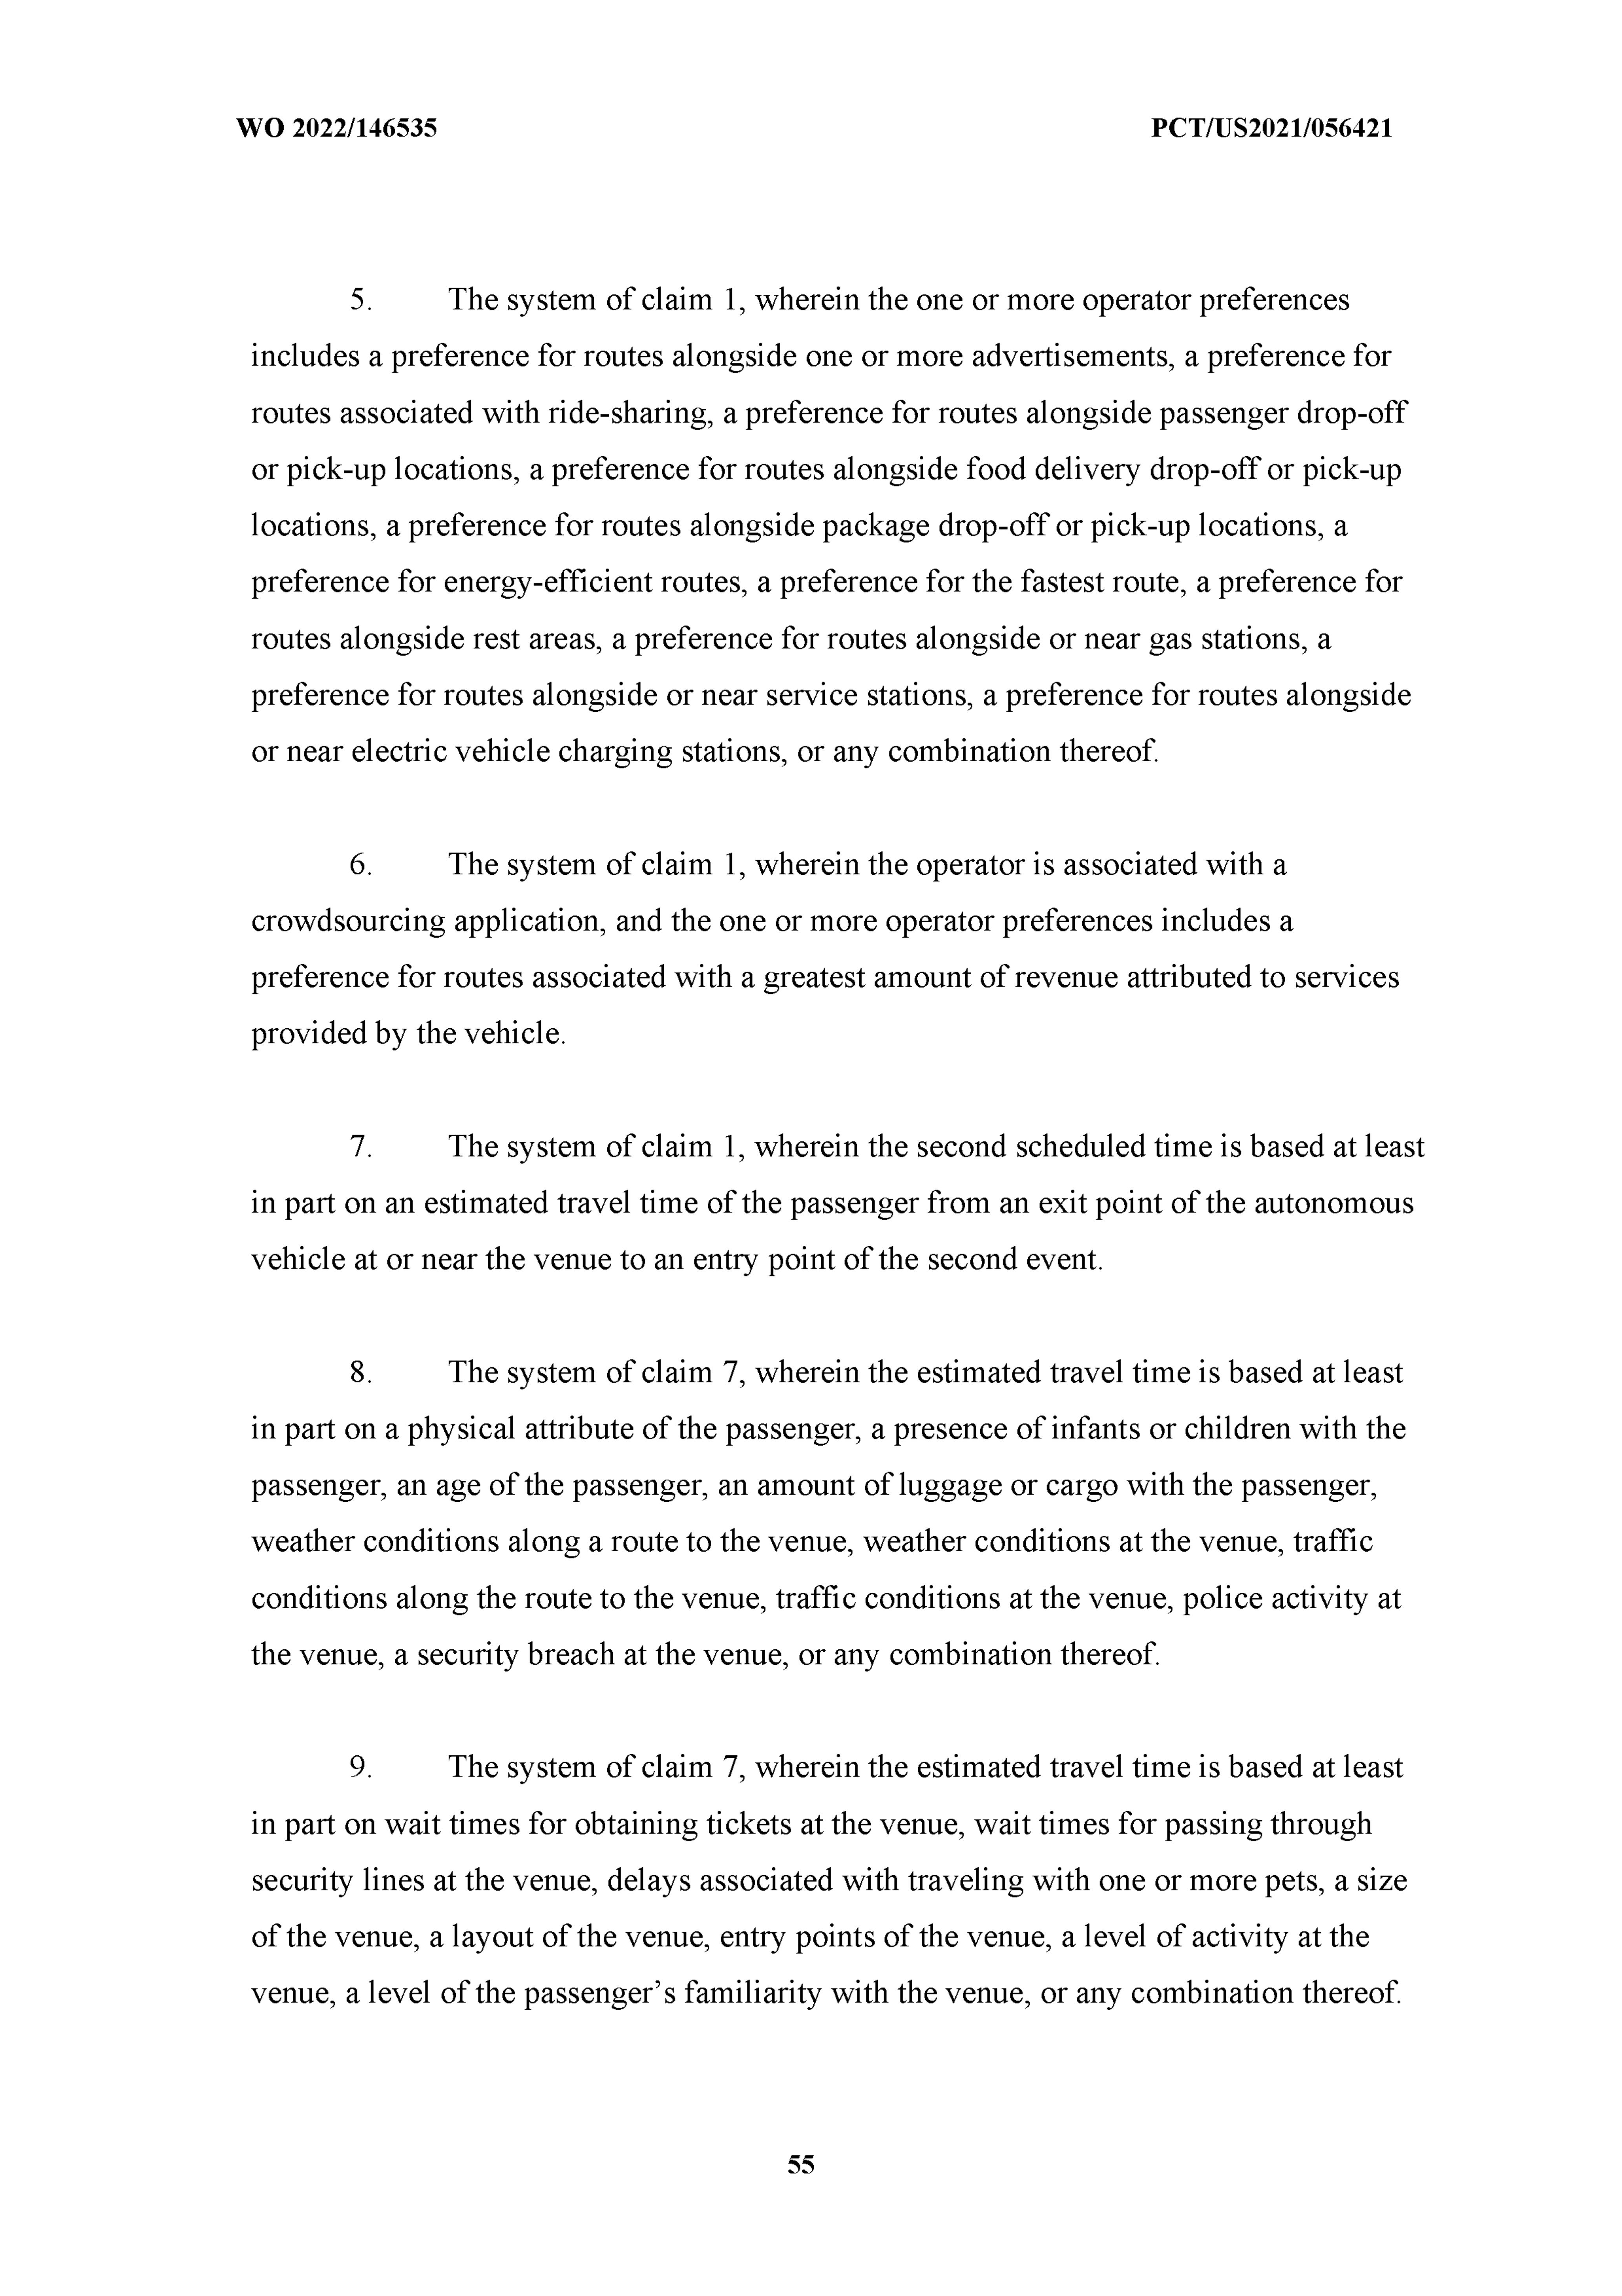 WO 2022/146535 PCT/US2021/056421
5. The system of claim 1, wherein the one or more operator preferences
includes a preference for routes alongside one or more advertisements, a preference for
routes associated with ride-sharing, a preference for routes alongside passenger drop-off
or pick-up locations, a preference for routes alongside food delivery drop-off or pick-up
locations, a preference for routes alongside package drop-off or pick-up locations, a
preference for energy-efficient routes, a preference for the fastest route, a preference for
routes alongside rest areas, a preference for routes alongside or near gas stations, a
preference for routes alongside or near service stations, a preference for routes alongside
or near electric vehicle charging stations, or any combination thereof.
6. The system of claim 1, wherein the operator is associated with a
crowdsourcing application, and the one or more operator preferences includes a
preference for routes associated with a greatest amount of revenue attributed to services
provided by the vehicle.
7. The system of claim 1, wherein the second scheduled time is based at least
in part on an estimated travel time of the passenger from an exit point of the autonomous
vehicle at or near the venue to an entry point of the second event.
8. The system of claim 7, wherein the estimated travel time is based at least
in part on a physical attribute of the passenger, a presence of infants or children with the
passenger, an age of the passenger, an amount of luggage or cargo with the passenger,
weather conditions along a route to the venue, weather conditions at the venue, traffic
conditions along the route to the venue, traffic conditions at the venue, police activity at
the venue, a security breach at the venue, or any combination thereof.
9. The system of claim 7, wherein the estimated travel time is based at least
in part on wait times for obtaining tickets at the venue, wait times for passing through
security lines at the venue, delays associated with traveling with one or more pets, a size
of the venue, a layout of the venue, entry points of the venue, a level of activity at the
venue, a level of the passenger’s familiarity with the venue, or any combination thereof.
55